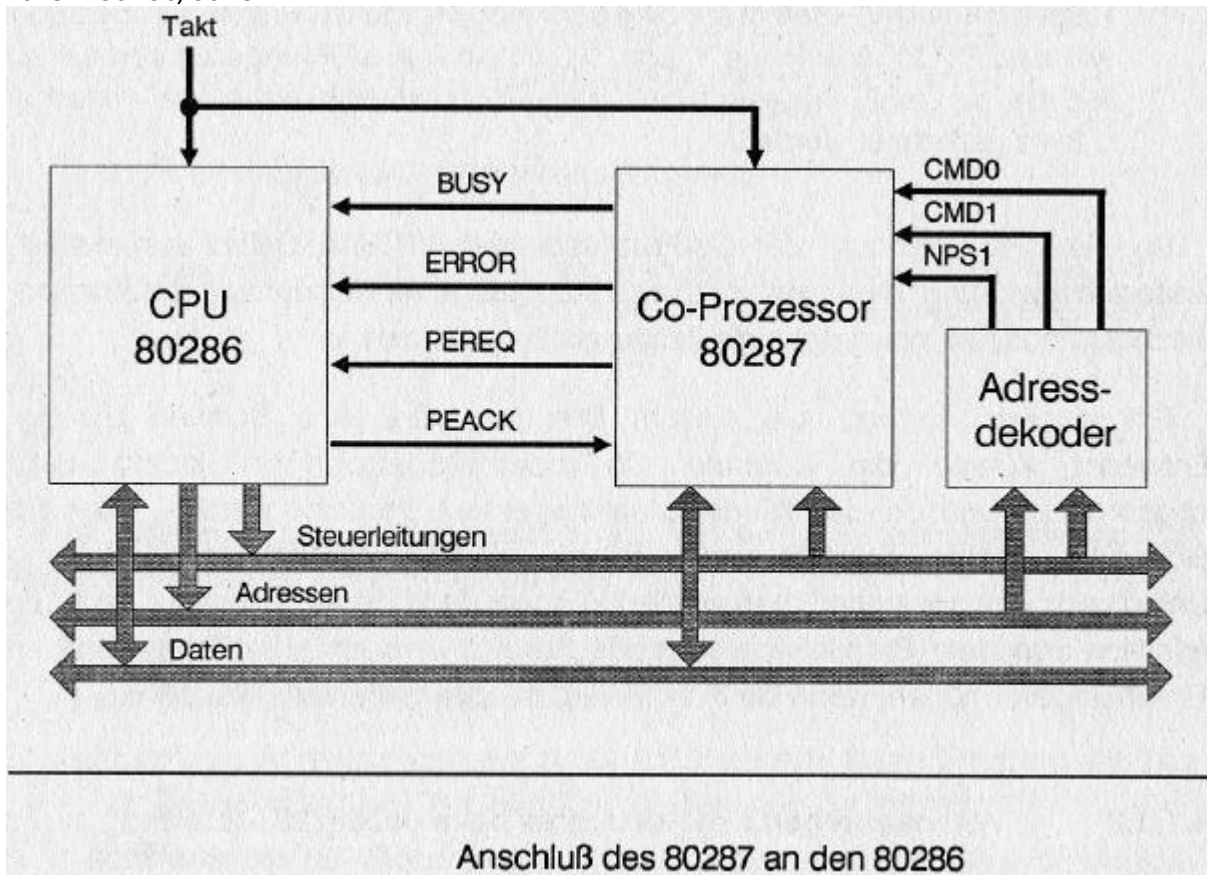 Takt
BUSY
ERROR
PEREQ
PEACK
CPU
80286
Co-Prozessor
80287
CMD0
CMD1
NPS1
Adress-
dekoder
Steuerleitungen
Adressen
Daten
Anschluß des 80287 an den 80286